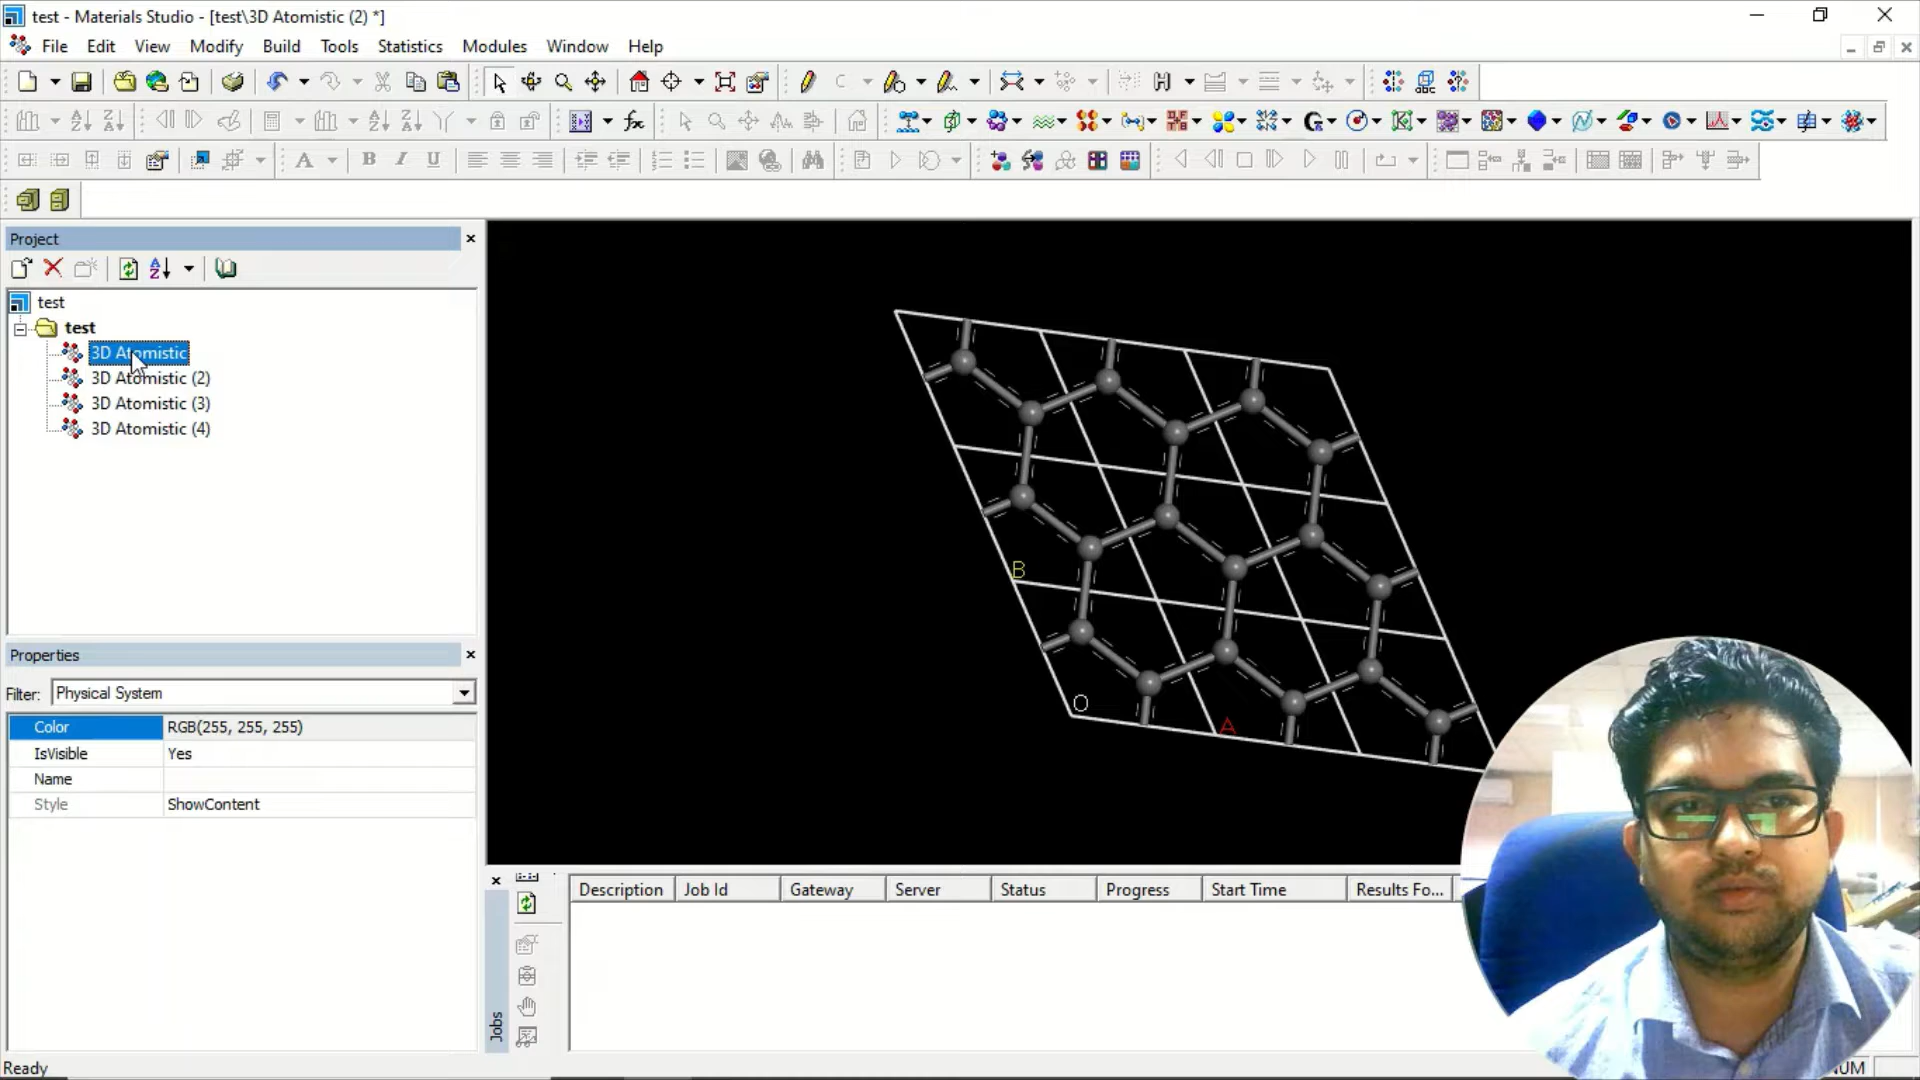 test - Materials Studio - [test\3D Atomistic (2) *]
File Edit View Modify Build Tools Statistics Modules Window Help
Project
test
test
3D Atomistic
3D Atomistic (2)
3D Atomistic (3)
3D Atomistic (4)
Properties
Filter: Physical System
Color RGB(255, 255, 255)
IsVisible Yes
Name
Style ShowContent
B
O
A
Jobs
Description Job Id Gateway Server Status Progress Start Time Results Fo...
Ready